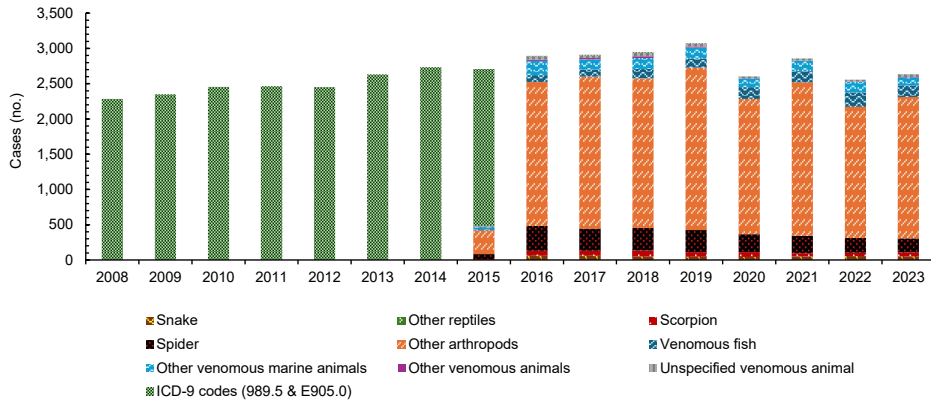 3,500
3,000
2,500
2,000
1,500
1,000
500
0
Cases (no.)
2008 2009 2010 2011 2012 2013 2014 2015 2016 2017 2018 2019 2020 2021 2022 2023
Snake Other reptiles Scorpion
Spider Other arthropods Venomous fish
Other venomous marine animals Other venomous animals Unspecified venomous animal
ICD-9 codes (989.5 & E905.0)